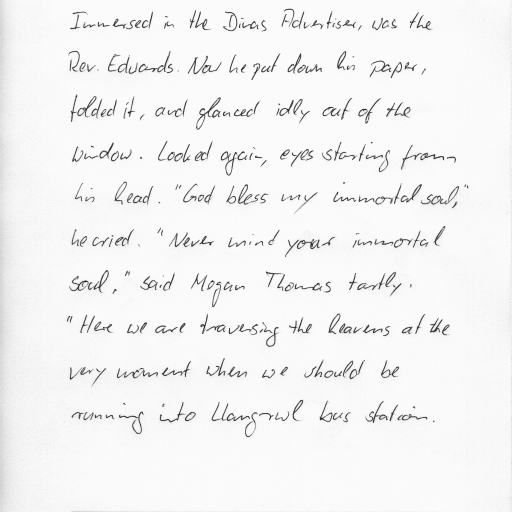 Immersed in the Dinas Advertiser, was the
Rev. Edwards. Now he put down his paper,
folded it, and glanced idly out of the
window. Looked again, eyes starting from
his head. "God bless my immortal soul,"
he cried. "Never mind your immortal
soul," said Mogan Thomas tartly.
"Here we are traversing the heavens at the
very moment when we should be
running into Llangrwl bus station.